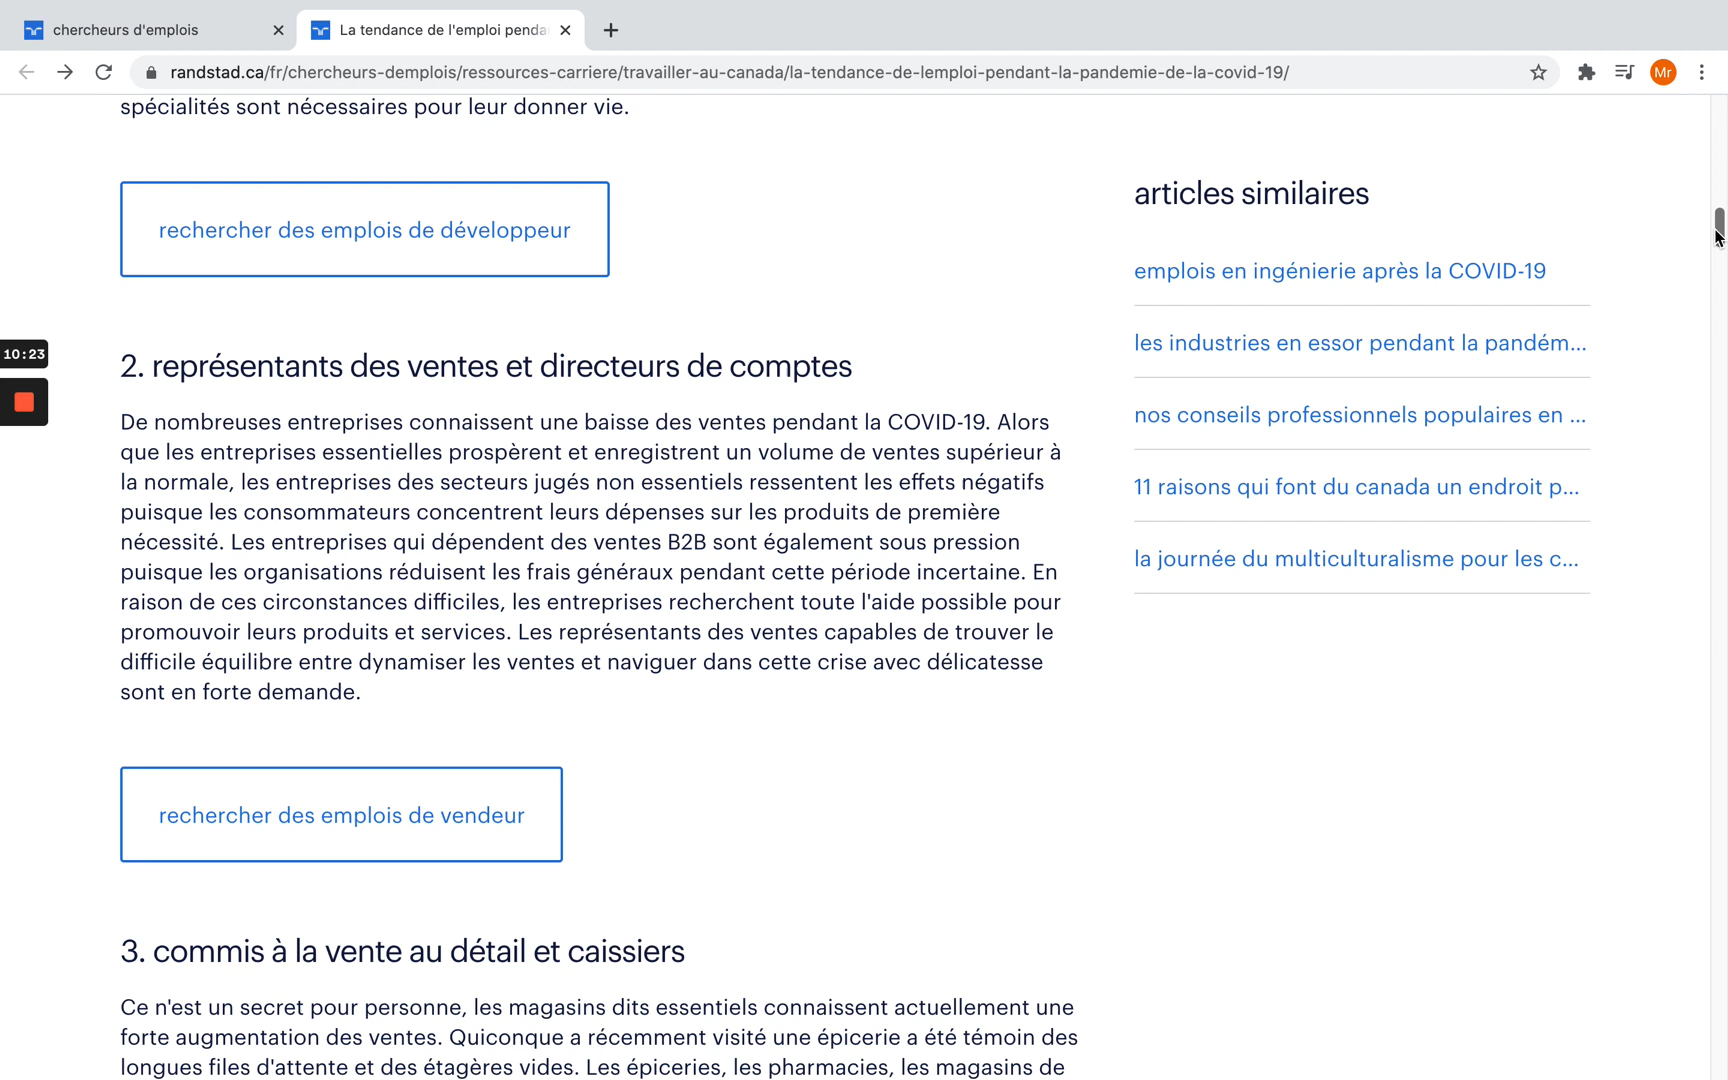 chercheurs d'emplois
La tendance de l'emploi penda
randstad.ca/fr/chercheurs-demplois/ressources-carriere/travailler-au-canada/la-tendance-de-lemploi-pendant-la-pandemie-de-la-covid-19/
Mr
spécialités sont nécessaires pour leur donner vie.
rechercher des emplois de développeur
10:23
2. représentants des ventes et directeurs de comptes
De nombreuses entreprises connaissent une baisse des ventes pendant la COVID-19. Alors
que les entreprises essentielles prospèrent et enregistrent un volume de ventes supérieur à
la normale, les entreprises des secteurs jugés non essentiels ressentent les effets négatifs
puisque les consommateurs concentrent leurs dépenses sur les produits de première
nécessité. Les entreprises qui dépendent des ventes B2B sont également sous pression
puisque les organisations réduisent les frais généraux pendant cette période incertaine. En
raison de ces circonstances difficiles, les entreprises recherchent toute l'aide possible pour
promouvoir leurs produits et services. Les représentants des ventes capables de trouver le
difficile équilibre entre dynamiser les ventes et naviguer dans cette crise avec délicatesse
sont en forte demande.
rechercher des emplois de vendeur
3. commis à la vente au détail et caissiers
Ce n'est un secret pour personne, les magasins dits essentiels connaissent actuellement une
forte augmentation des ventes. Quiconque a récemment visité une épicerie a été témoin des
longues files d'attente et des étagères vides. Les épiceries, les pharmacies, les magasins de
articles similaires
emplois en ingénierie après la COVID-19
les industries en essor pendant la pandém...
nos conseils professionnels populaires en ...
11 raisons qui font du canada un endroit p...
la journée du multiculturalisme pour les c...